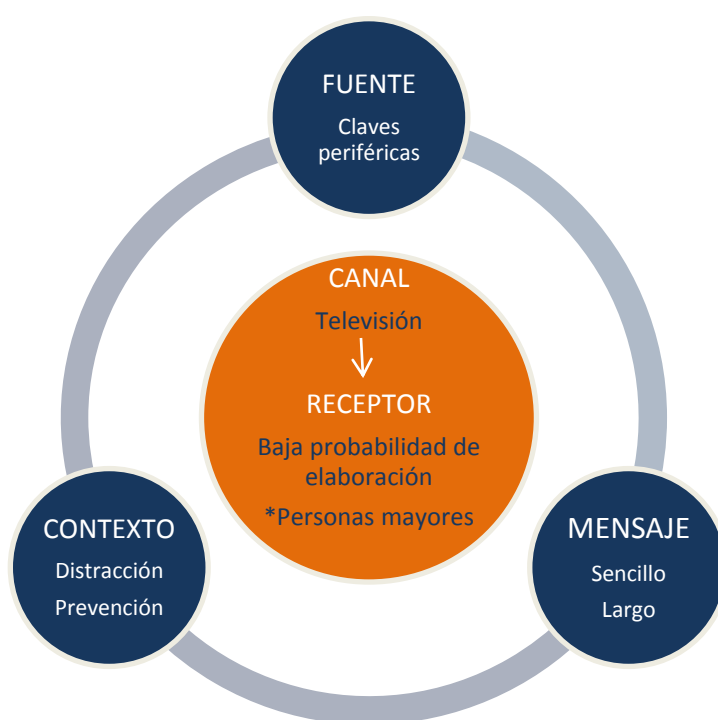 FUENTE
Claves
periféricas
CANAL
Televisión
RECEPTOR
Baja probabilidad de
elaboración
*Personas mayores
CONTEXTO
Distracción
Prevención
MENSAJE
Sencillo
Largo